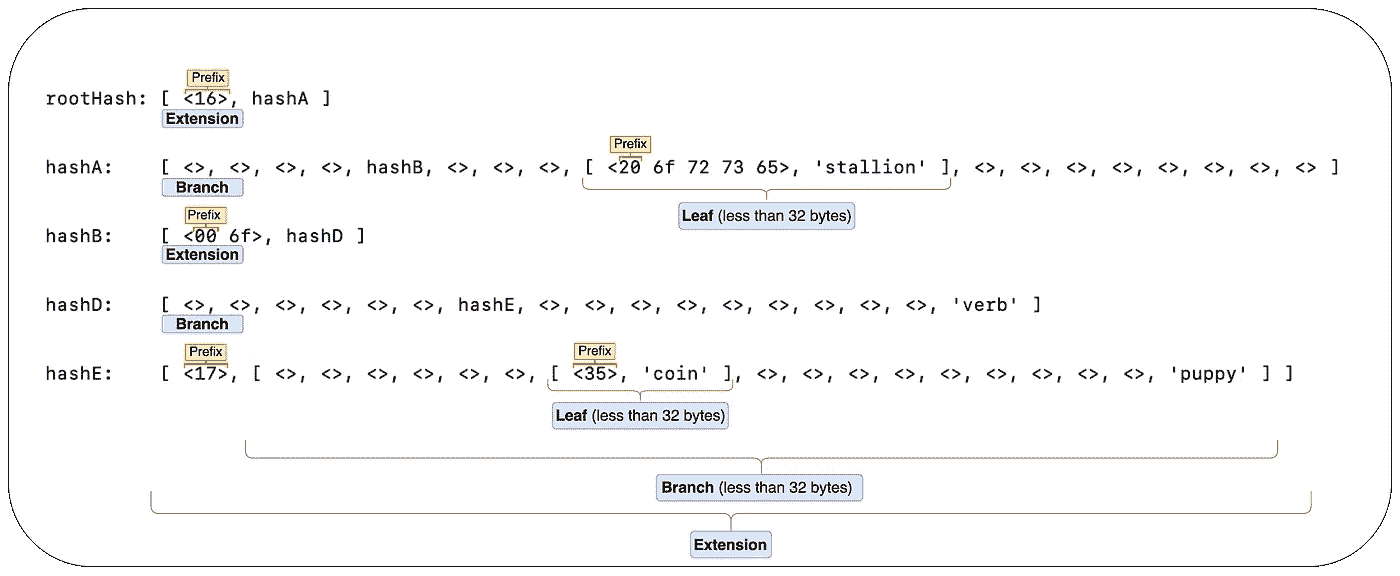 Prefix
rootHash: [ <16>, hashA ]
Extension
Prefix
hashA: [ <>, <>, <>, <>, hashB, <>, <>, <>, [ <20 6f 72 73 65>, 'stallion' ], <>, <>, <>, <>, <>, <>, <>, <> ]
Branch
Leaf (less than 32 bytes)
Prefix
hashB: [ <00 6f>, hashD ]
Extension
hashD: [ <>, <>, <>, <>, <>, <>, hashE, <>, <>, <>, <>, <>, <>, <>, <>, <>, 'verb' ]
Branch
Prefix Prefix
hashE: [ <17>, [ <>, <>, <>, <>, <>, <>, [ <35>, 'coin' ], <>, <>, <>, <>, <>, <>, <>, <>, <>, 'puppy' ] ]
Leaf (less than 32 bytes)
Branch (less than 32 bytes)
Extension